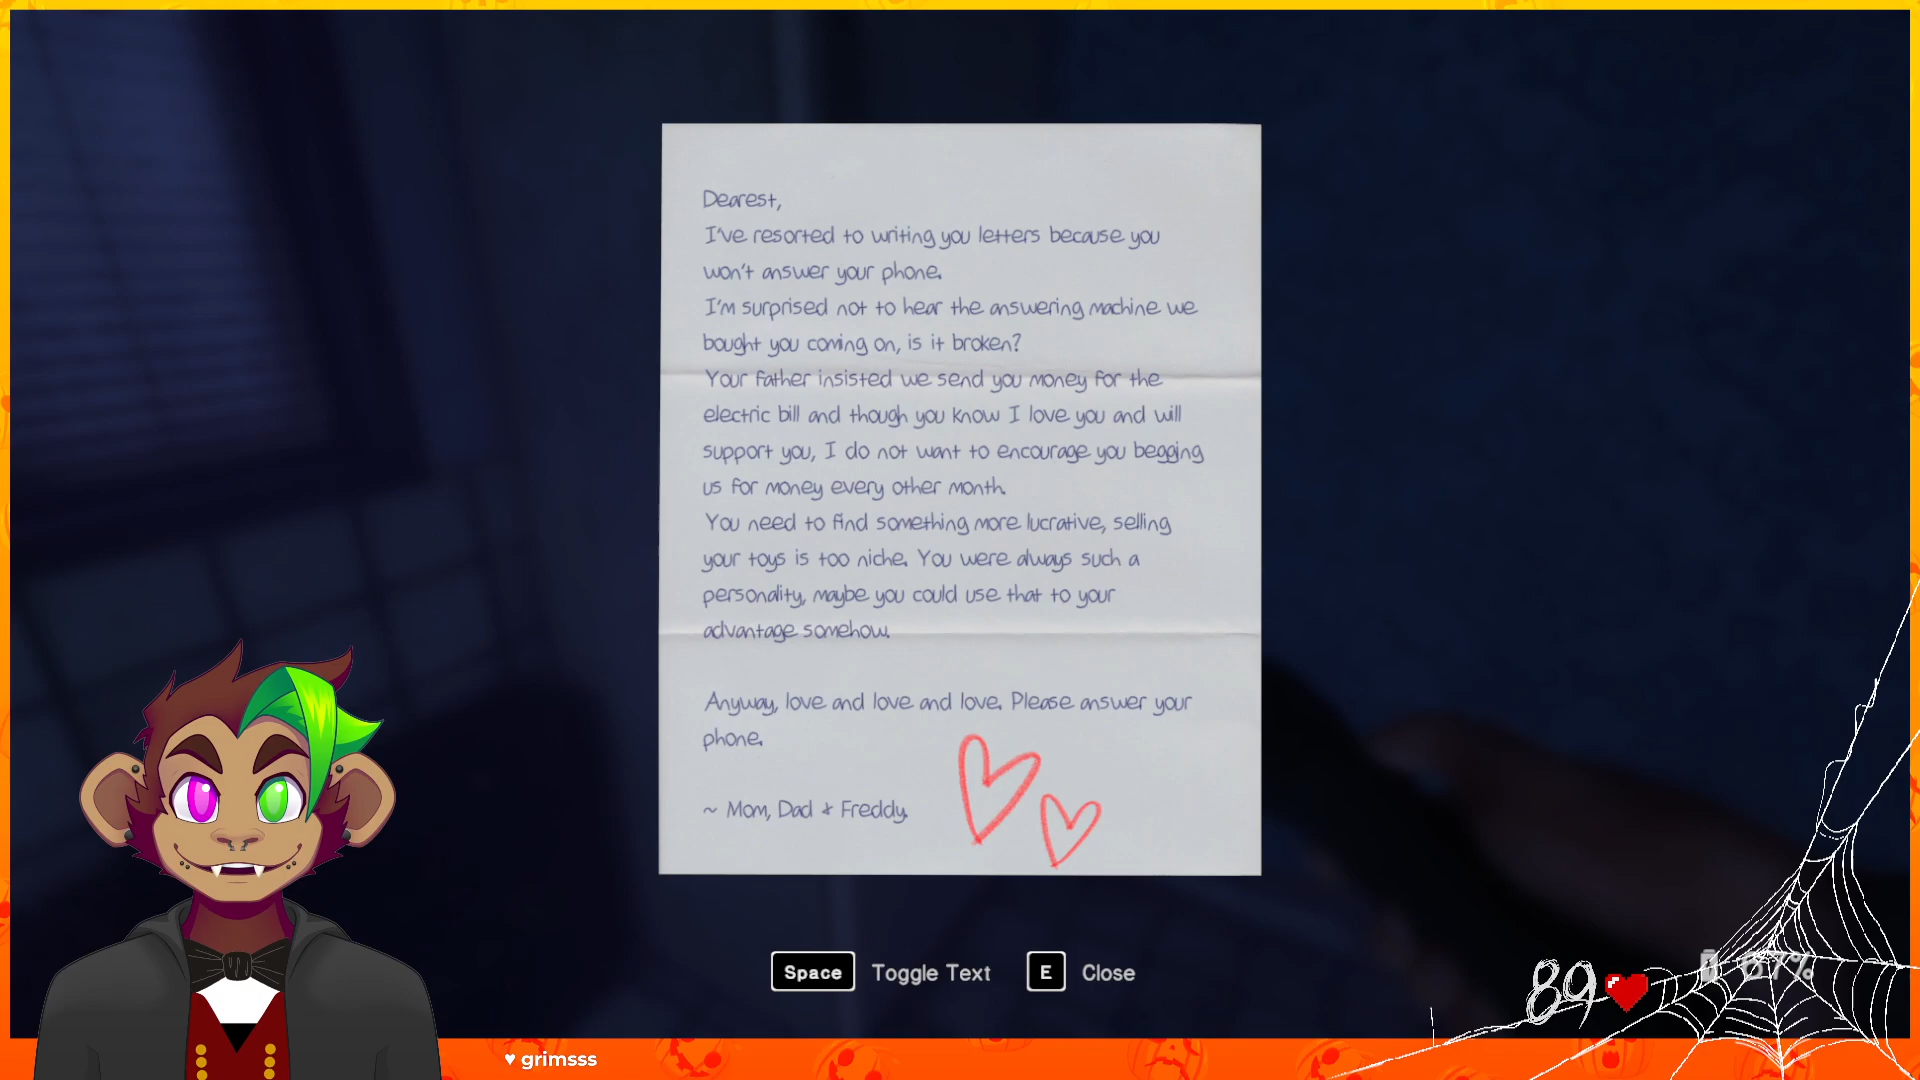 Dearest,
I've resorted to writing you letters because you
won't answer your phone.
I'm surprised not to hear the answering machine we
bought you coming on, is it broken?
Your father insisted we send you money for the
electric bill and though you know I love you and will
support you, I do not want to encourage you begging
us for money every other month.
You need to find something more lucrative, selling
your toys is too niche. You were always such a
personality, maybe you could use that to your
advantage somehow.
Anyway, love and love and love. Please answer your
phone.
~ Mom, Dad & Freddy.
Space Toggle Text E Close
87%
89
♥ grimsss